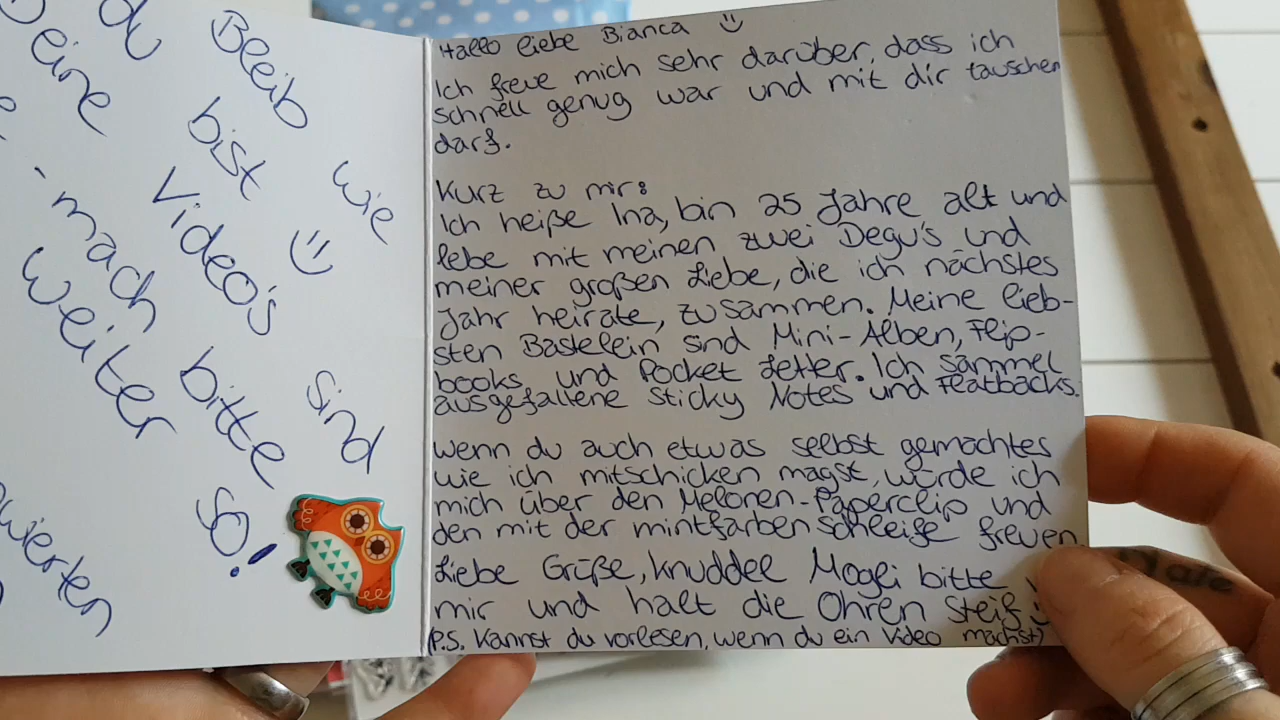 du Bleib
Deine bist wie
Video's :)
-mach sind
weiter bitte
so!
Hallo liebe Bianca :)
Ich freue mich sehr darüber, dass ich
schnell genug war und mit dir tauschen
darf.
Kurz zu mir:
Ich heiße Ina, bin 25 Jahre alt und
lebe mit meinen zwei Degu's und
meiner großen Liebe, die ich nächstes
Jahr heirate, zusammen. Meine lieb-
sten Bastelein sind Mini-Alben, Flip-
books, und Pocket Letter. Ich sammel
ausgefallene Sticky Notes und Featbacks.
Wenn du auch etwas selbst gemachtes
wie ich mitschicken magst, würde ich
mich über den Melonen-Paperclip und
den mit der mintfarben Schleife freuen
Liebe Grüße, knuddel Mogli bitte
mir und halt die Ohren steif :)
(P.S. Kannst du vorlesen, wenn du ein Video machst)